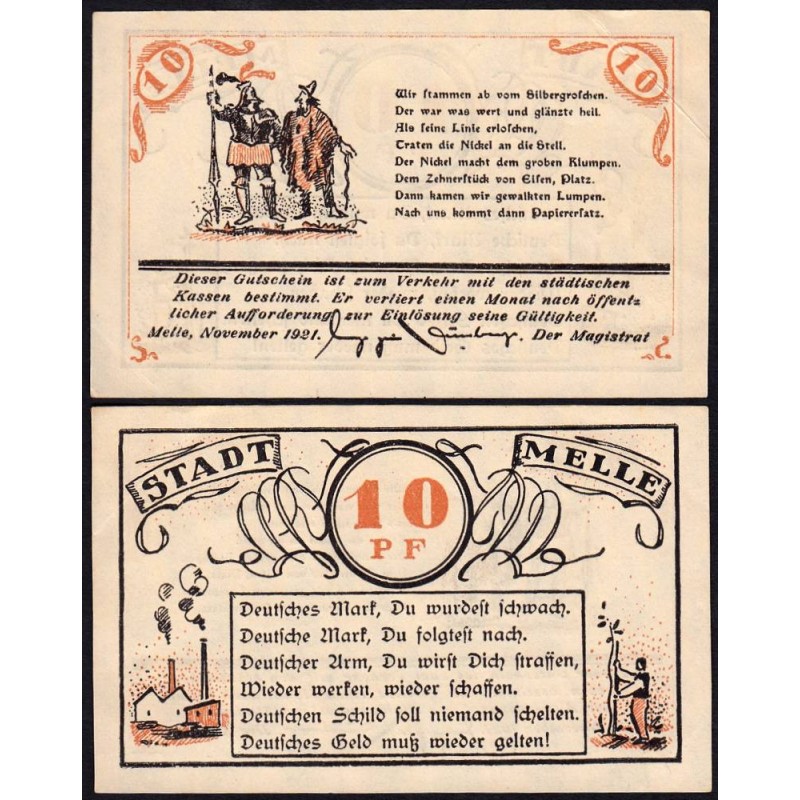 10
10
Wir stammen ab vom Silbergroschen.
Der war was wert und glänzte heil.
Als seine Linie erloschen,
Traten die Nickel an die Stell.
Der Nickel macht dem groben Klumpen.
Dem Zehnerstück von Eisen, Platz.
Dann kamen wir gewalkten Lumpen.
Nach uns kommt dann Papierersatz.
Dieser Gutschein ist zum Verkehr mit den städtischen
Kassen bestimmt. Er verliert einen Monat nach öffent⸗
licher Aufforderung zur Einlösung seine Gültigkeit.
Melle, November 1921. Der Magistrat
STADT MELLE
10
PF
Deutſches Mark, Du wurdeſt ſchwach.
Deutſche Mark, Du folgteſt nach.
Deutſcher Arm, Du wirſt Dich ſtraffen,
Wieder werken, wieder ſchaffen.
Deutſchen Schild ſoll niemand ſchelten.
Deutſches Geld muß wieder gelten!